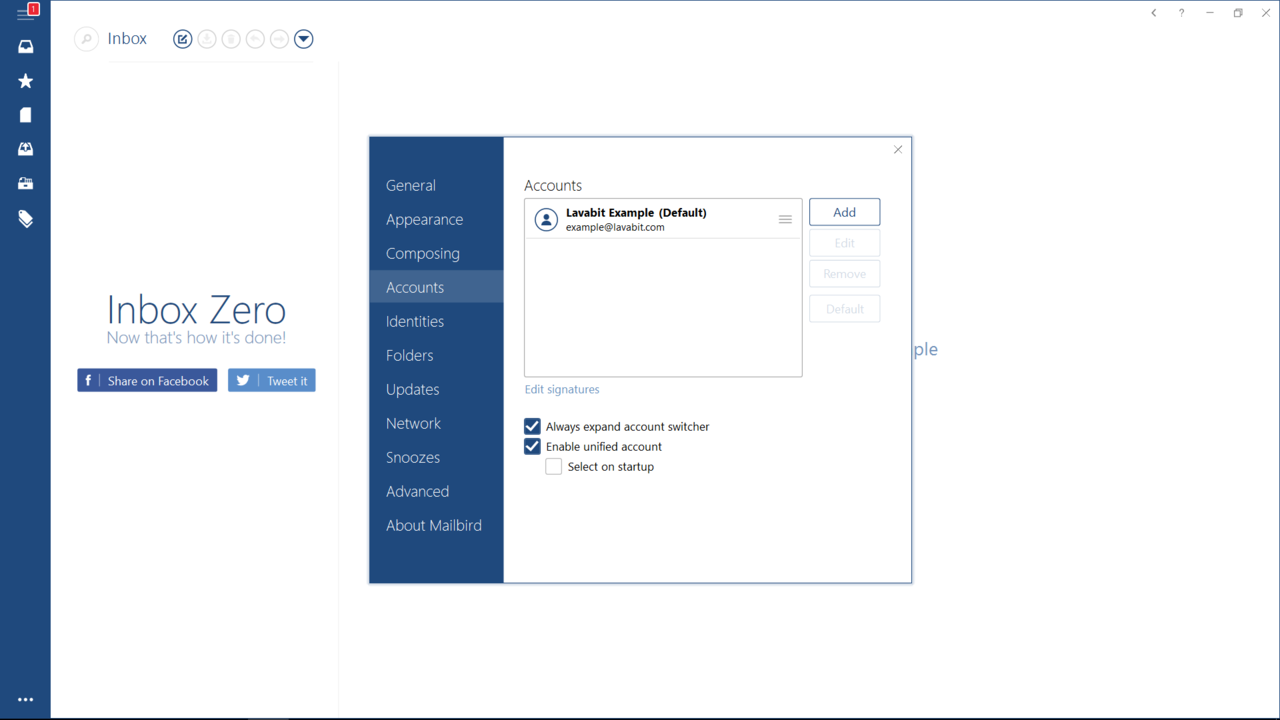 1
?
Inbox
Inbox Zero
Now that's how it's done!
f Share on Facebook
Tweet it
General
Appearance
Composing
Accounts
Identities
Folders
Updates
Network
Snoozes
Advanced
About Mailbird
Accounts
Lavabit Example (Default)
example@lavabit.com
Add
Edit
Remove
Default
Edit signatures
Always expand account switcher
Enable unified account
Select on startup
ple